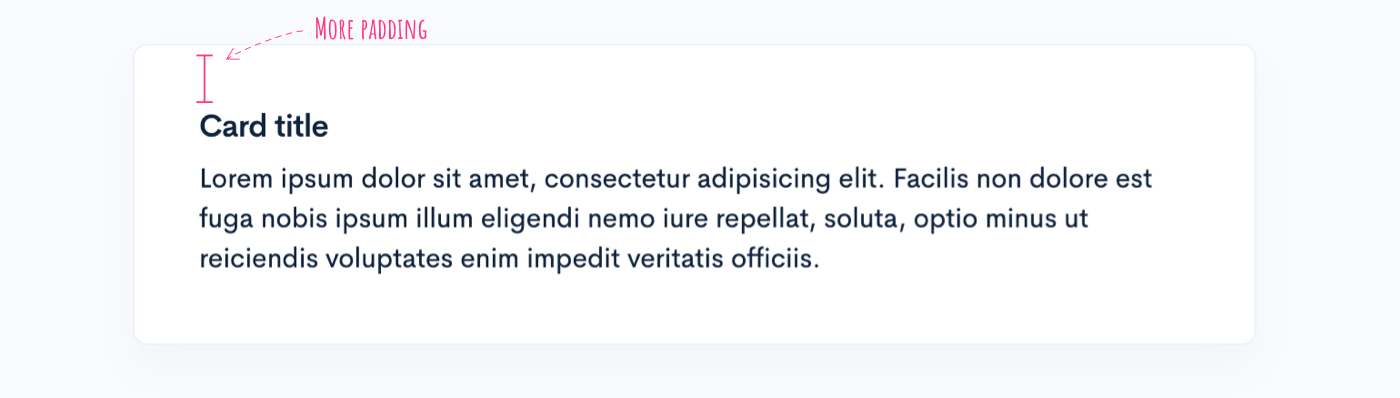 More padding
Card title
Lorem ipsum dolor sit amet, consectetur adipisicing elit. Facilis non dolore est
fuga nobis ipsum illum eligendi nemo iure repellat, soluta, optio minus ut
reiciendis voluptates enim impedit veritatis officiis.